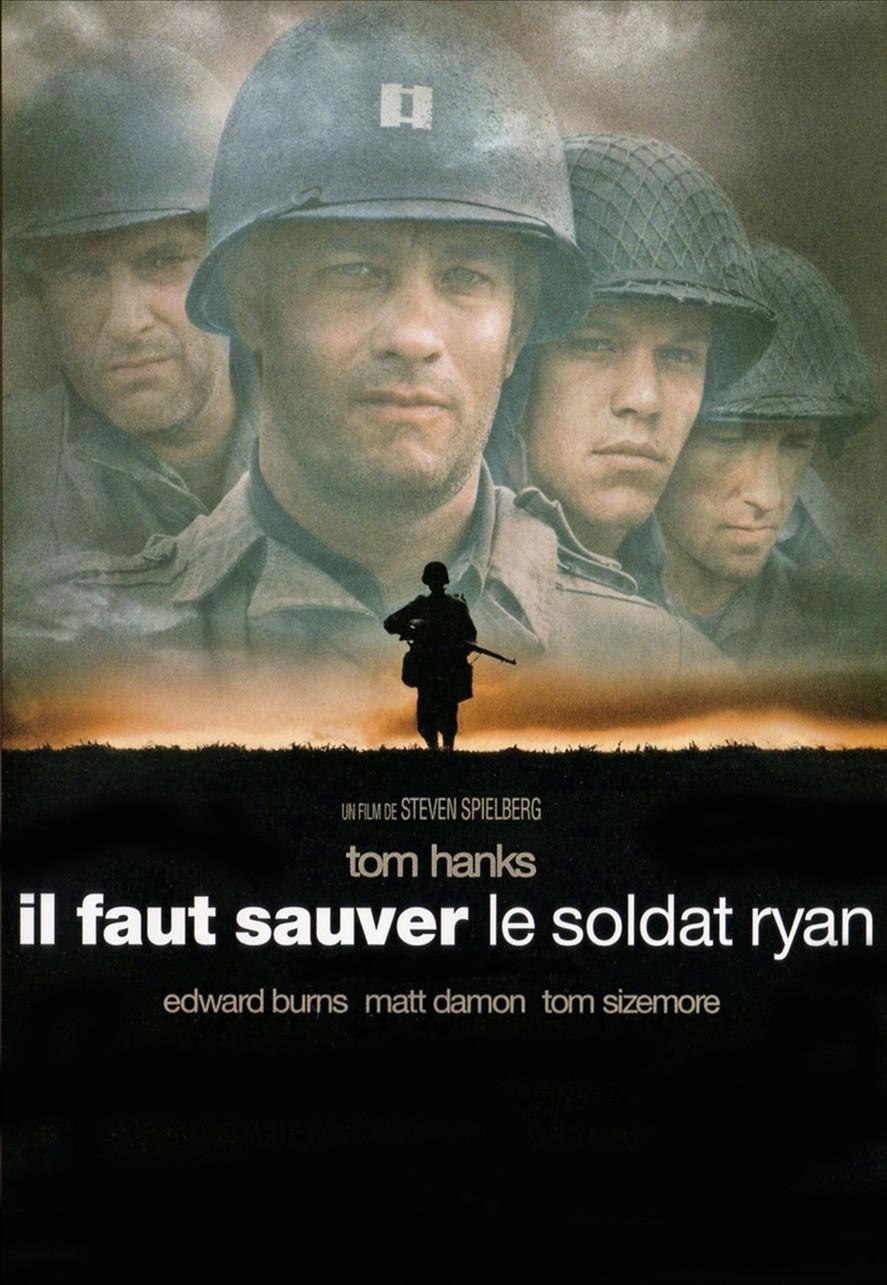 UN FILM DE STEVEN SPIELBERG
tom hanks
il faut sauver le soldat ryan
edward burns matt damon tom sizemore